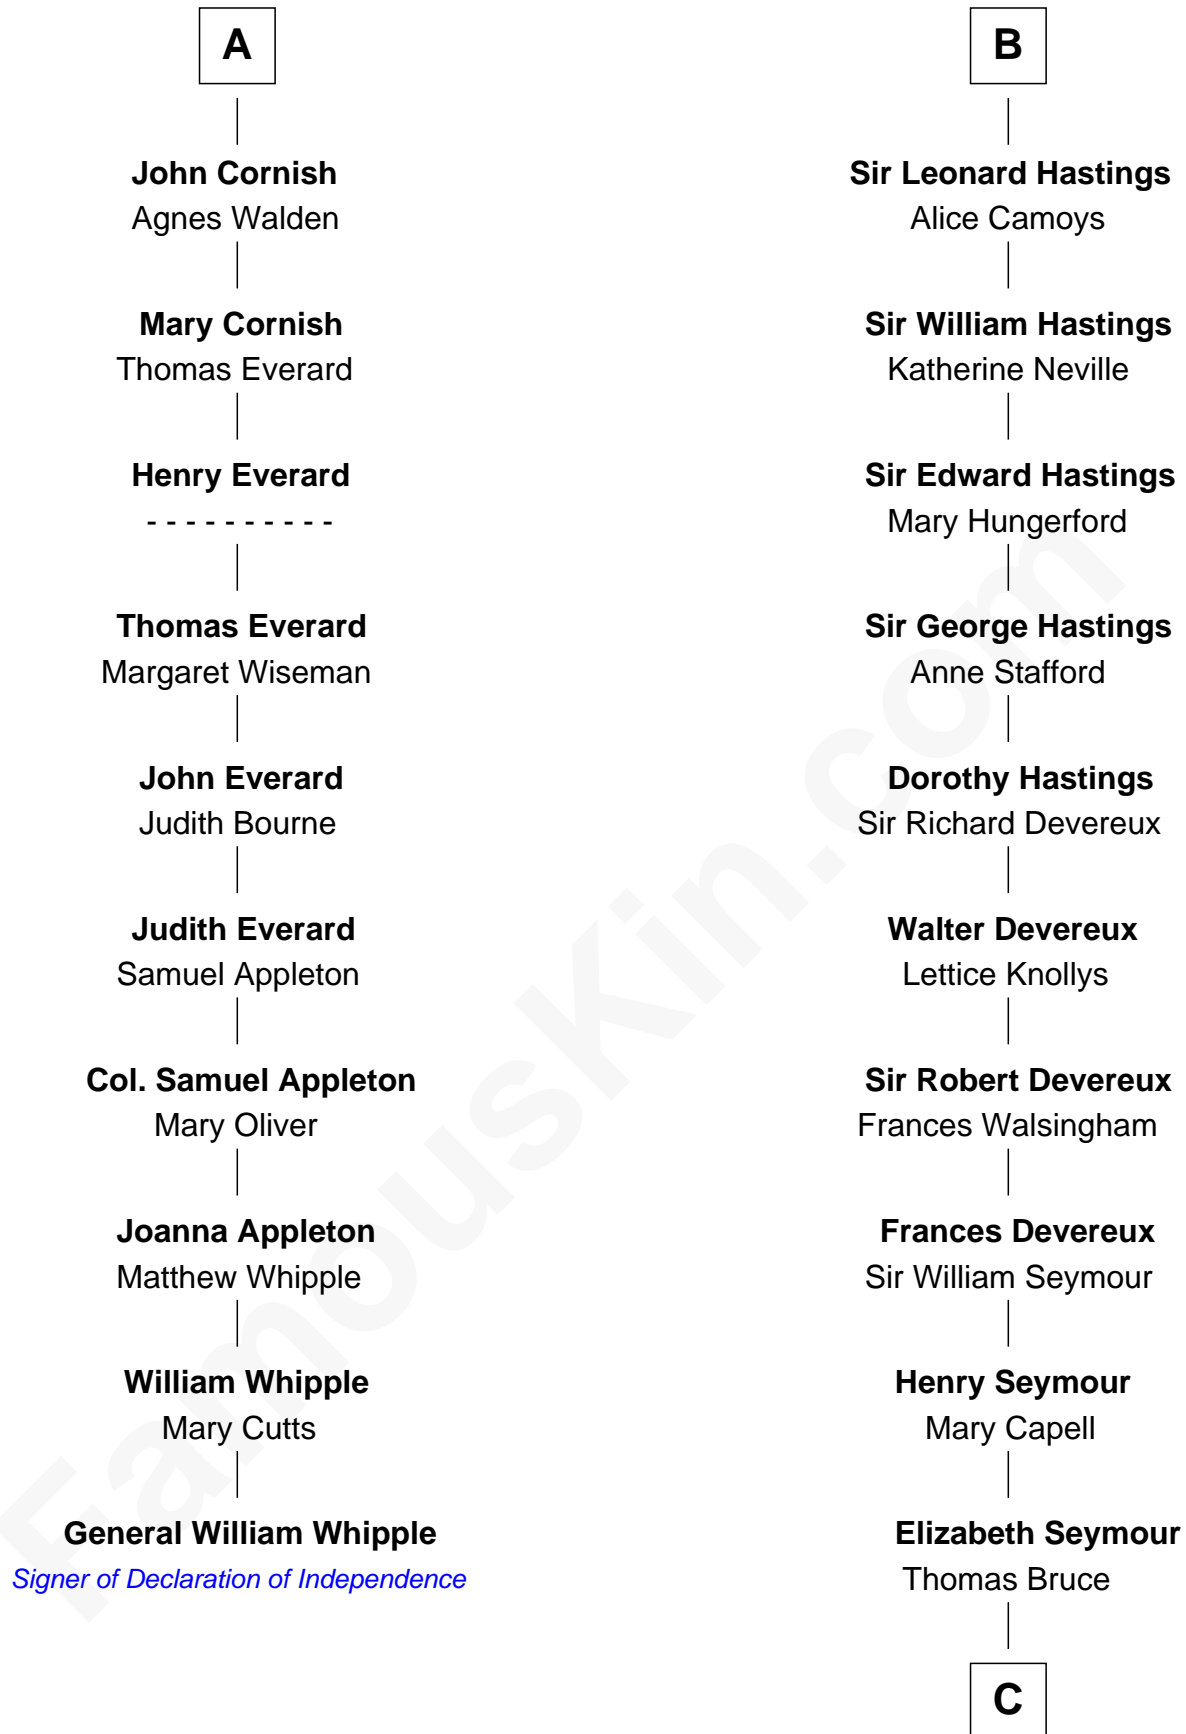 A
John Cornish
Agnes Walden
Mary Cornish
Thomas Everard
Henry Everard
- - - - - - - - - -
Thomas Everard
Margaret Wiseman
John Everard
Judith Bourne
Judith Everard
Samuel Appleton
Col. Samuel Appleton
Mary Oliver
Joanna Appleton
Matthew Whipple
William Whipple
Mary Cutts
General William Whipple
Signer of Declaration of Independence
B
Sir Leonard Hastings
Alice Camoys
Sir William Hastings
Katherine Neville
Sir Edward Hastings
Mary Hungerford
Sir George Hastings
Anne Stafford
Dorothy Hastings
Sir Richard Devereux
Walter Devereux
Lettice Knollys
Sir Robert Devereux
Frances Walsingham
Frances Devereux
Sir William Seymour
Henry Seymour
Mary Capell
Elizabeth Seymour
Thomas Bruce
C
FamousKin.com